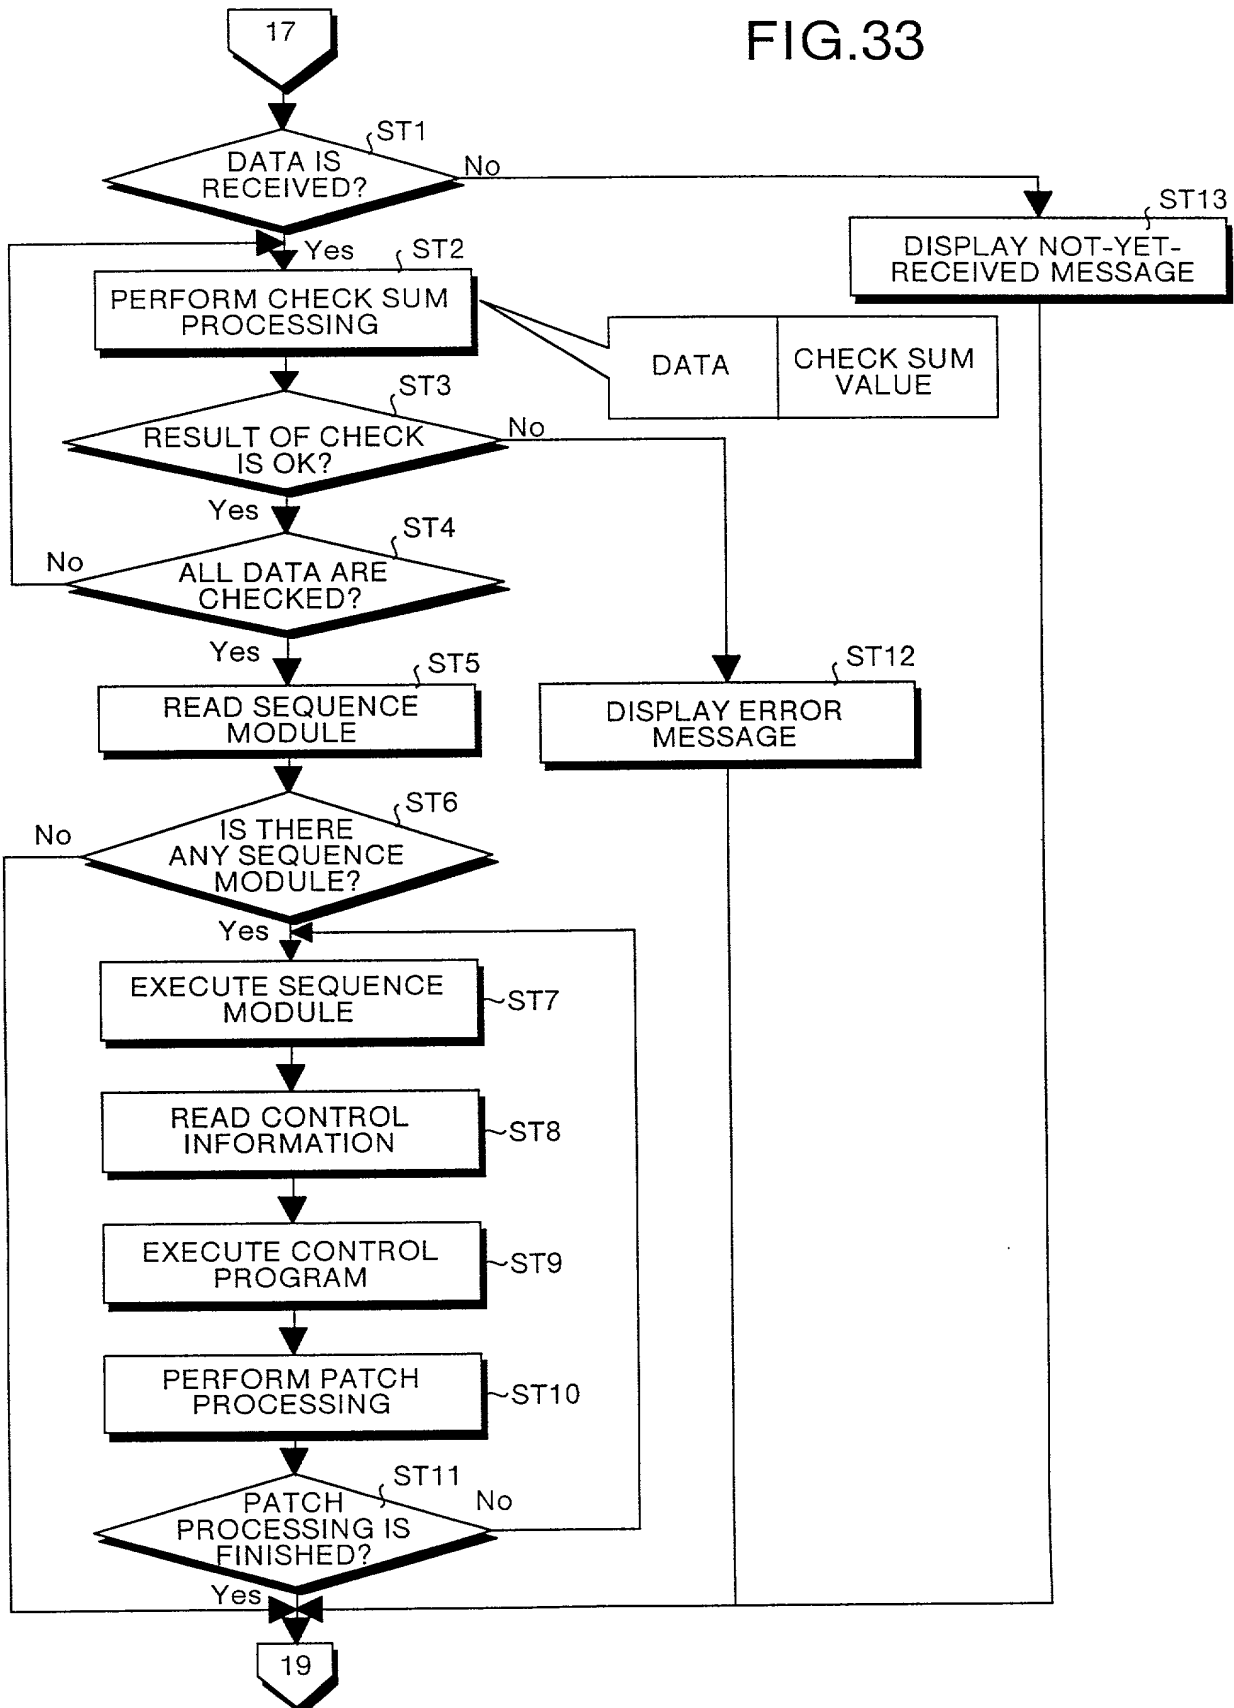 17
FIG.33
ST1
DATA IS
RECEIVED?
No
Yes
ST13
DISPLAY NOT-YET-
RECEIVED MESSAGE
ST2
PERFORM CHECK SUM
PROCESSING
DATA
CHECK SUM
VALUE
ST3
RESULT OF CHECK
IS OK?
No
Yes
ST4
ALL DATA ARE
CHECKED?
No
Yes
ST5
READ SEQUENCE
MODULE
ST12
DISPLAY ERROR
MESSAGE
ST6
IS THERE
ANY SEQUENCE
MODULE?
No
Yes
EXECUTE SEQUENCE
MODULE
ST7
READ CONTROL
INFORMATION
ST8
EXECUTE CONTROL
PROGRAM
ST9
PERFORM PATCH
PROCESSING
ST10
ST11
PATCH
PROCESSING IS
FINISHED?
No
Yes
19